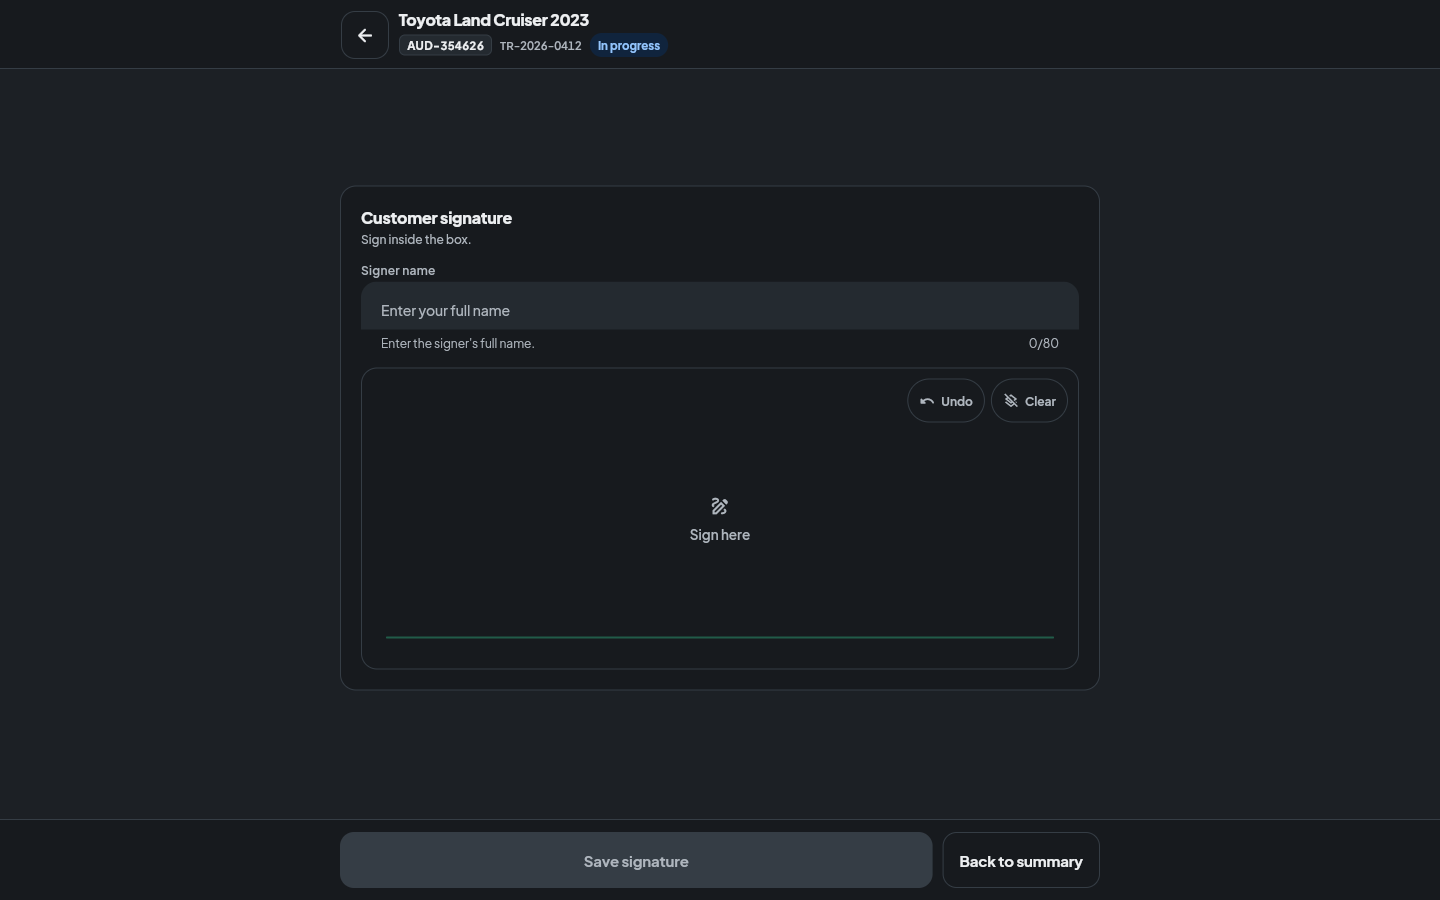 Toyota Land Cruiser 2023
AUD-354626 TR-2026-0412 In progress
Customer signature
Sign inside the box.
Signer name
Enter your full name
Enter the signer's full name. 0/80
Undo Clear
Sign here
Save signature Back to summary